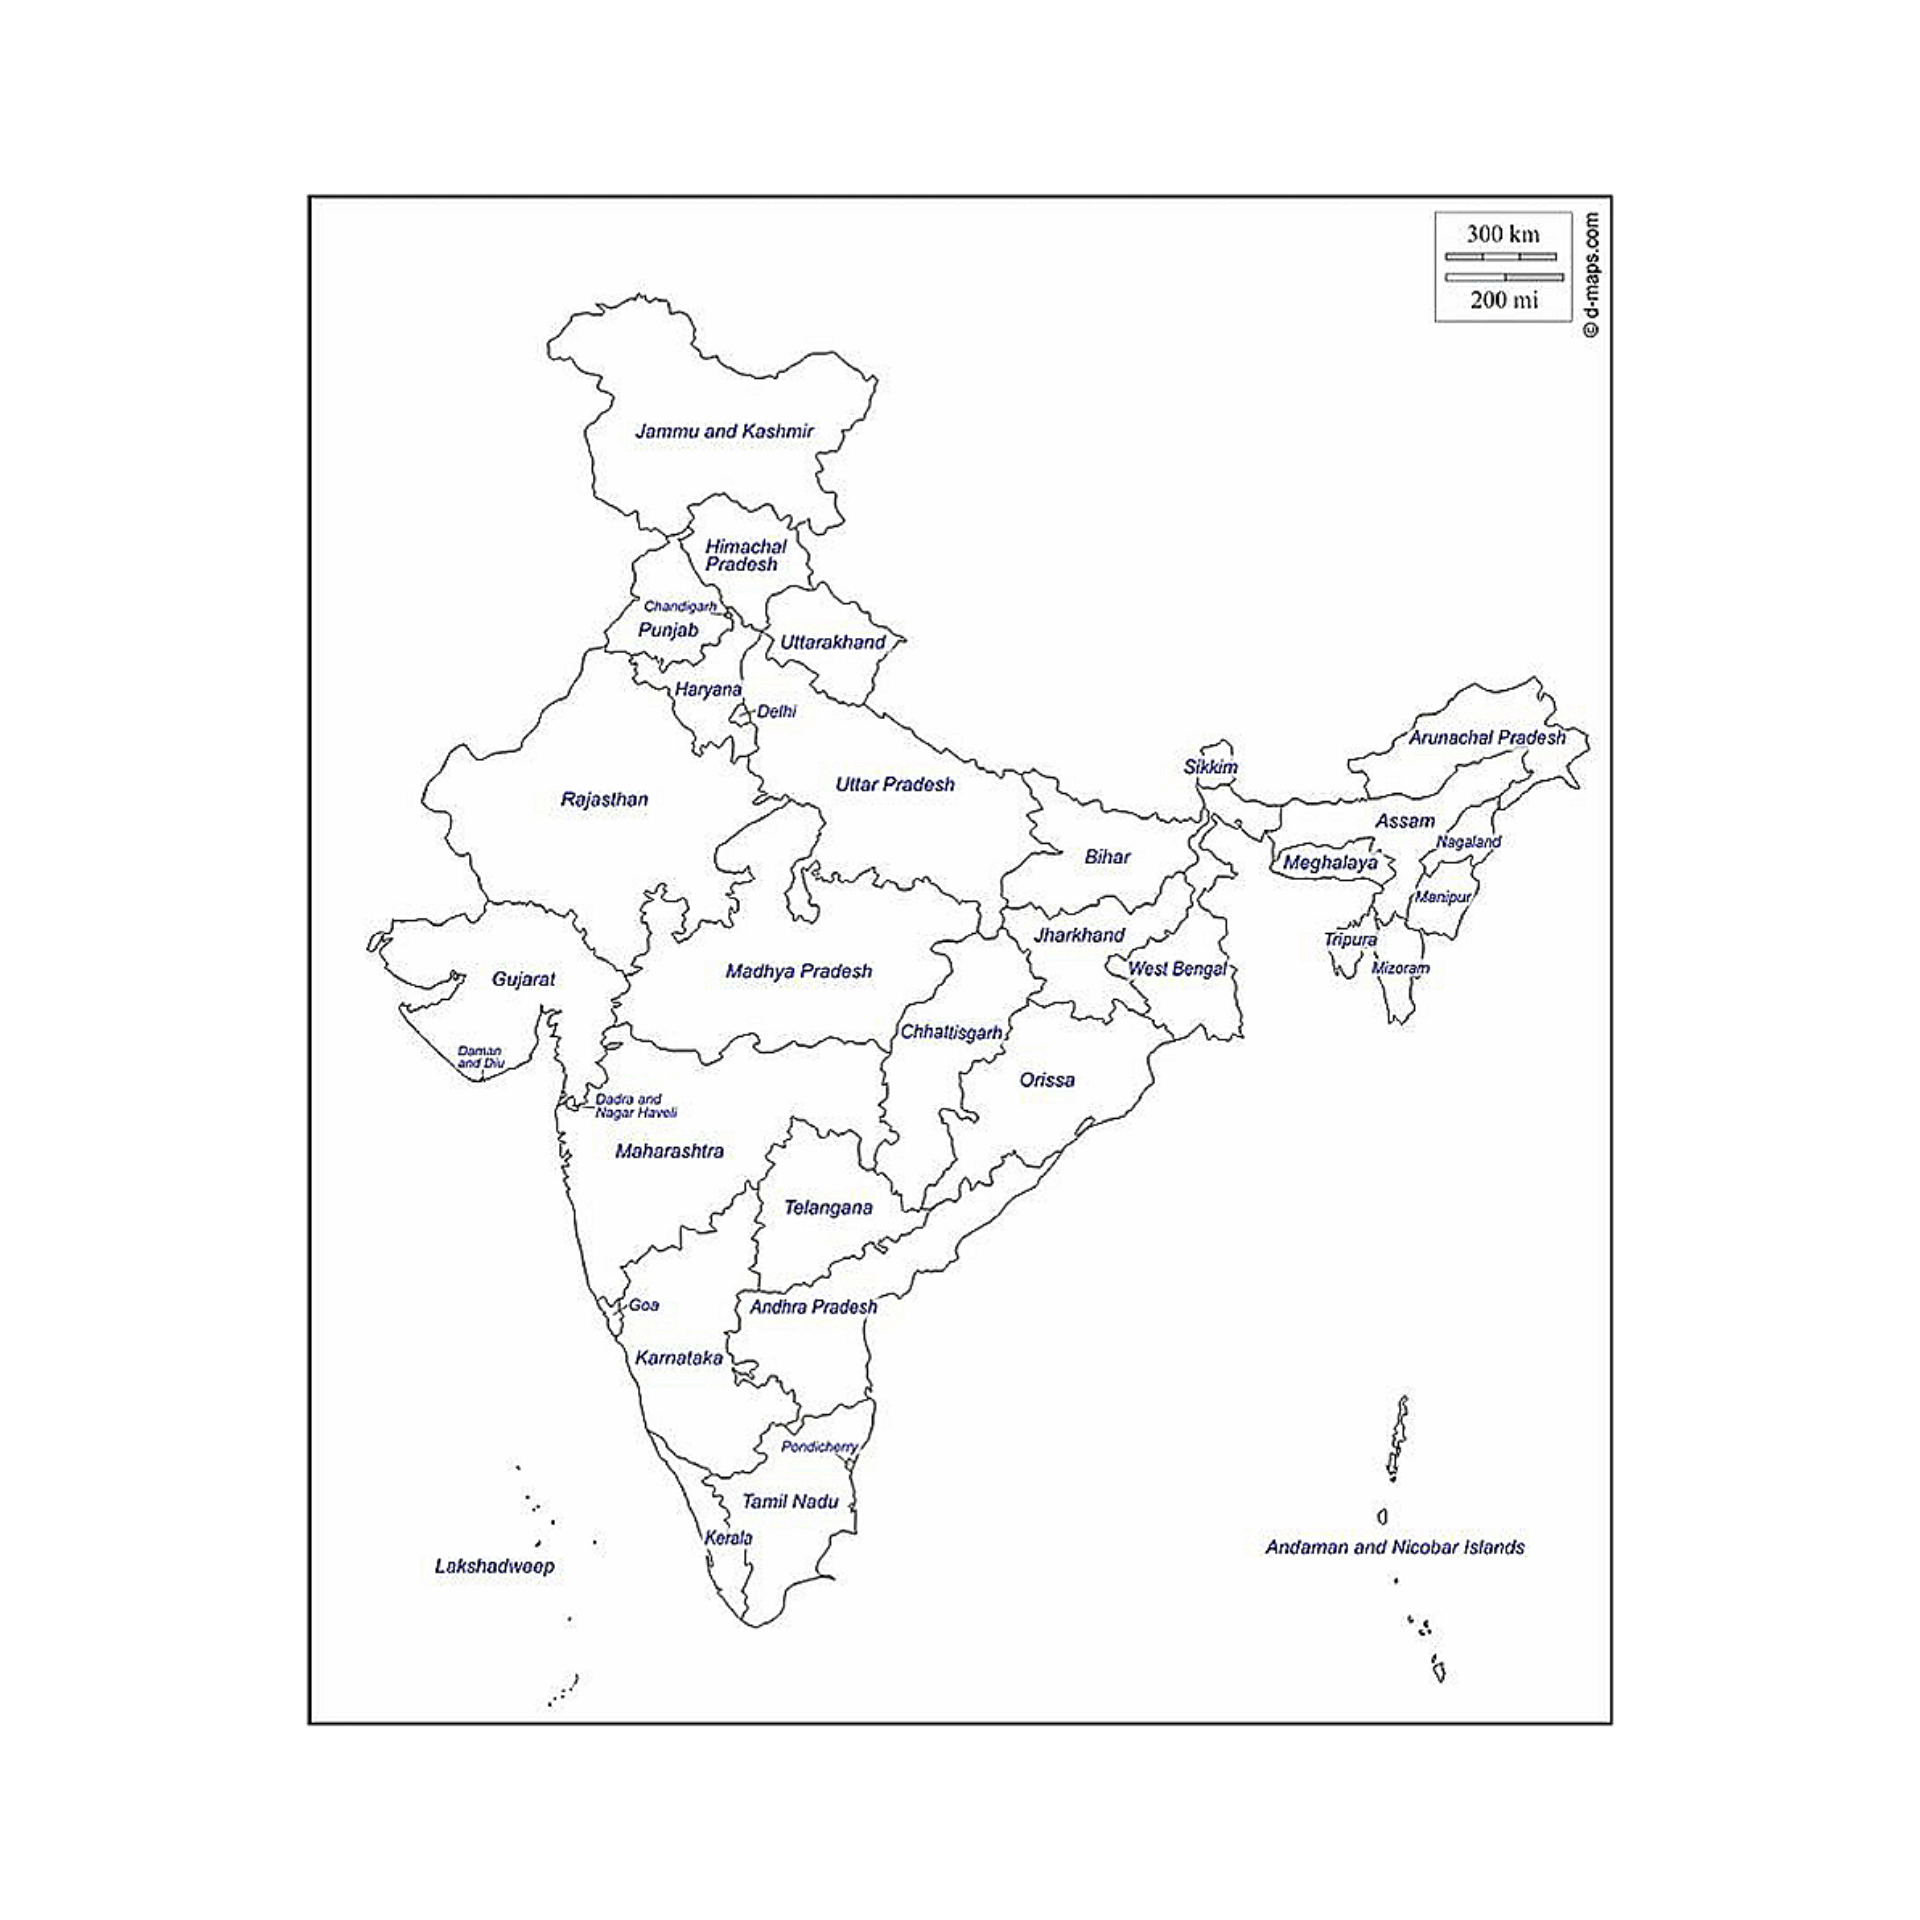 300 km
200 mi
© d-maps.com
Jammu and Kashmir
Himachal
Pradesh
Chandigarh
Punjab
Uttarakhand
Haryana
Delhi
Arunachal Pradesh
Sikkim
Uttar Pradesh
Rajasthan
Assam
Nagaland
Bihar
Meghalaya
Manipur
Jharkhand
Tripura
West Bengal
Mizoram
Madhya Pradesh
Gujarat
Chhattisgarh
Daman
and Diu
Orissa
Dadra and
Nagar Haveli
Maharashtra
Telangana
Goa
Andhra Pradesh
Karnataka
Pondicherry
Tamil Nadu
Kerala
Andaman and Nicobar Islands
Lakshadweep